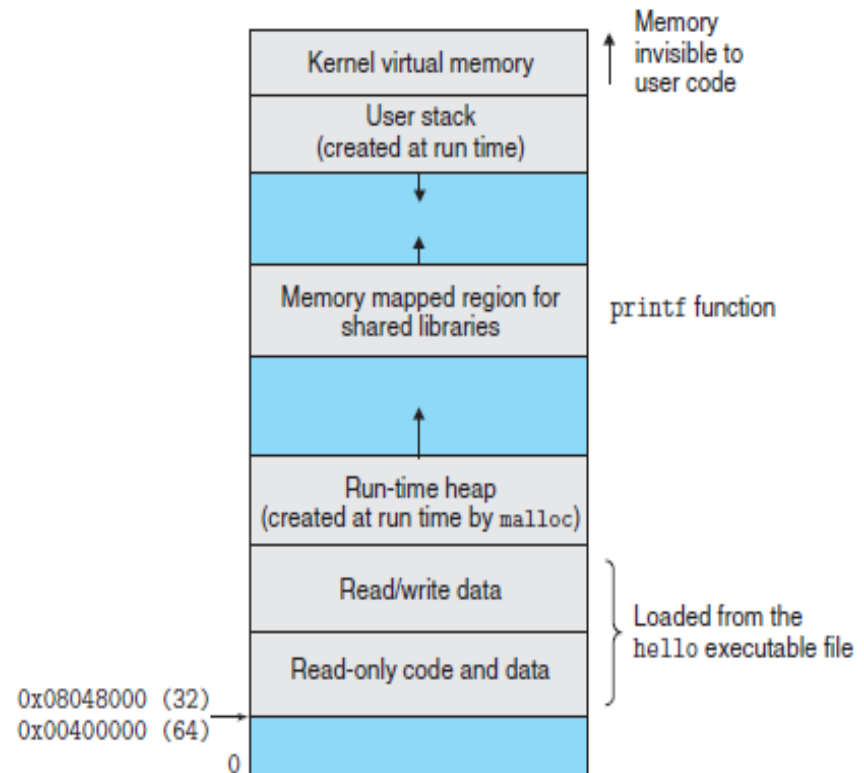 Memory
invisible to
user code
Kernel virtual memory
User stack
(created at run time)
Memory mapped region for
shared libraries
printf function
Run-time heap
(created at run time by malloc)
Read/write data
Loaded from the
hello executable file
Read-only code and data
0x08048000 (32)
0x00400000 (64)
0